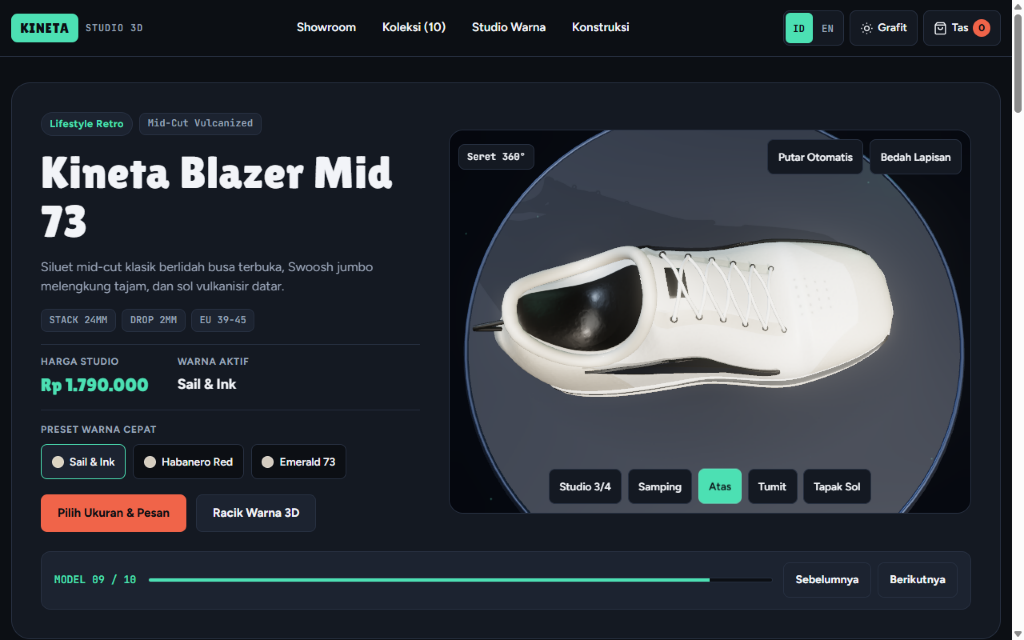 KINETA STUDIO 3D
Showroom
Koleksi (10)
Studio Warna
Konstruksi
ID
EN
Grafit
Tas 0
Lifestyle Retro
Mid-Cut Vulcanized
Kineta Blazer Mid
73
Siluet mid-cut klasik berlidah busa terbuka, Swoosh jumbo
melengkung tajam, dan sol vulkanisir datar.
STACK 24MM
DROP 2MM
EU 39-45
HARGA STUDIO
Rp 1.790.000
WARNA AKTIF
Sail & Ink
PRESET WARNA CEPAT
Sail & Ink
Habanero Red
Emerald 73
Pilih Ukuran & Pesan
Racik Warna 3D
Seret 360°
Putar Otomatis
Bedah Lapisan
Studio 3/4
Samping
Atas
Tumit
Tapak Sol
MODEL 09 / 10
Sebelumnya
Berikutnya